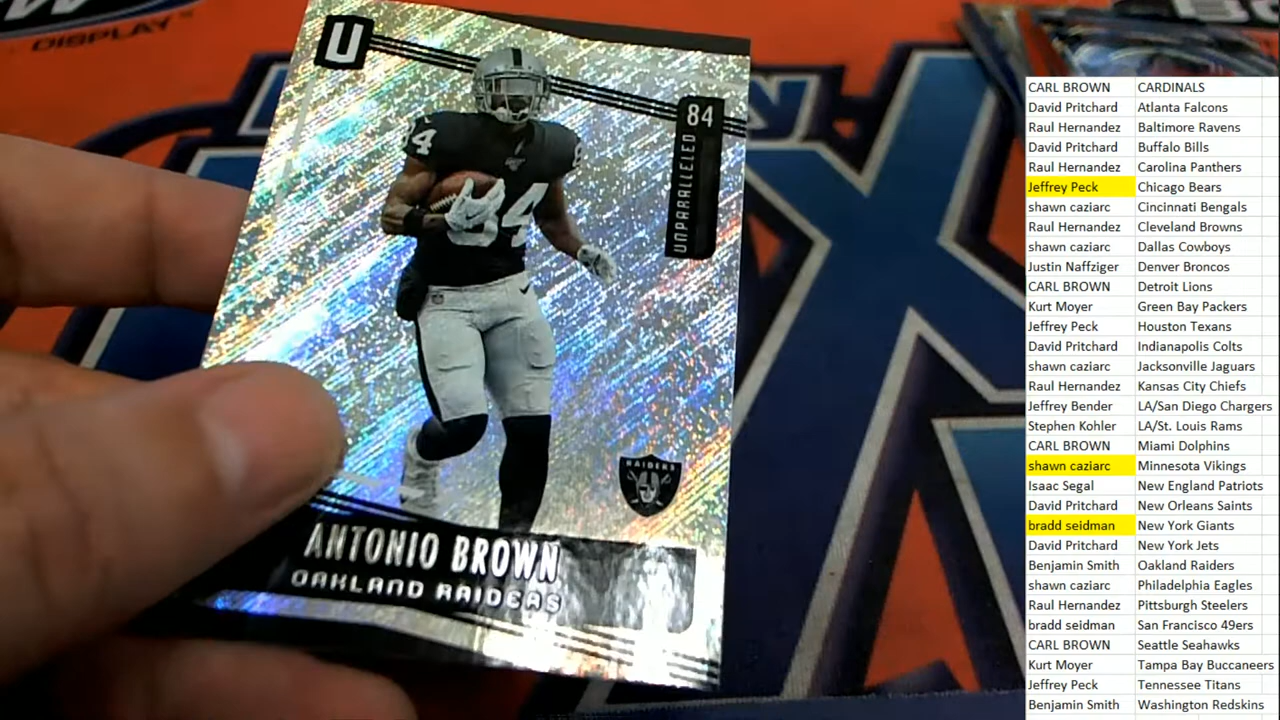 DISPLAY
U
84
UNPARALLELED
84
84
RAIDERS
ANTONIO BROWN
OAKLAND RAIDERS
CARL BROWN CARDINALS
David Pritchard Atlanta Falcons
Raul Hernandez Baltimore Ravens
David Pritchard Buffalo Bills
Raul Hernandez Carolina Panthers
Jeffrey Peck Chicago Bears
shawn caziarc Cincinnati Bengals
Raul Hernandez Cleveland Browns
shawn caziarc Dallas Cowboys
Justin Naffziger Denver Broncos
CARL BROWN Detroit Lions
Kurt Moyer Green Bay Packers
Jeffrey Peck Houston Texans
David Pritchard Indianapolis Colts
shawn caziarc Jacksonville Jaguars
Raul Hernandez Kansas City Chiefs
Jeffrey Bender LA/San Diego Chargers
Stephen Kohler LA/St. Louis Rams
CARL BROWN Miami Dolphins
shawn caziarc Minnesota Vikings
Isaac Segal New England Patriots
David Pritchard New Orleans Saints
bradd seidman New York Giants
David Pritchard New York Jets
Benjamin Smith Oakland Raiders
shawn caziarc Philadelphia Eagles
Raul Hernandez Pittsburgh Steelers
bradd seidman San Francisco 49ers
CARL BROWN Seattle Seahawks
Kurt Moyer Tampa Bay Buccaneers
Jeffrey Peck Tennessee Titans
Benjamin Smith Washington Redskins